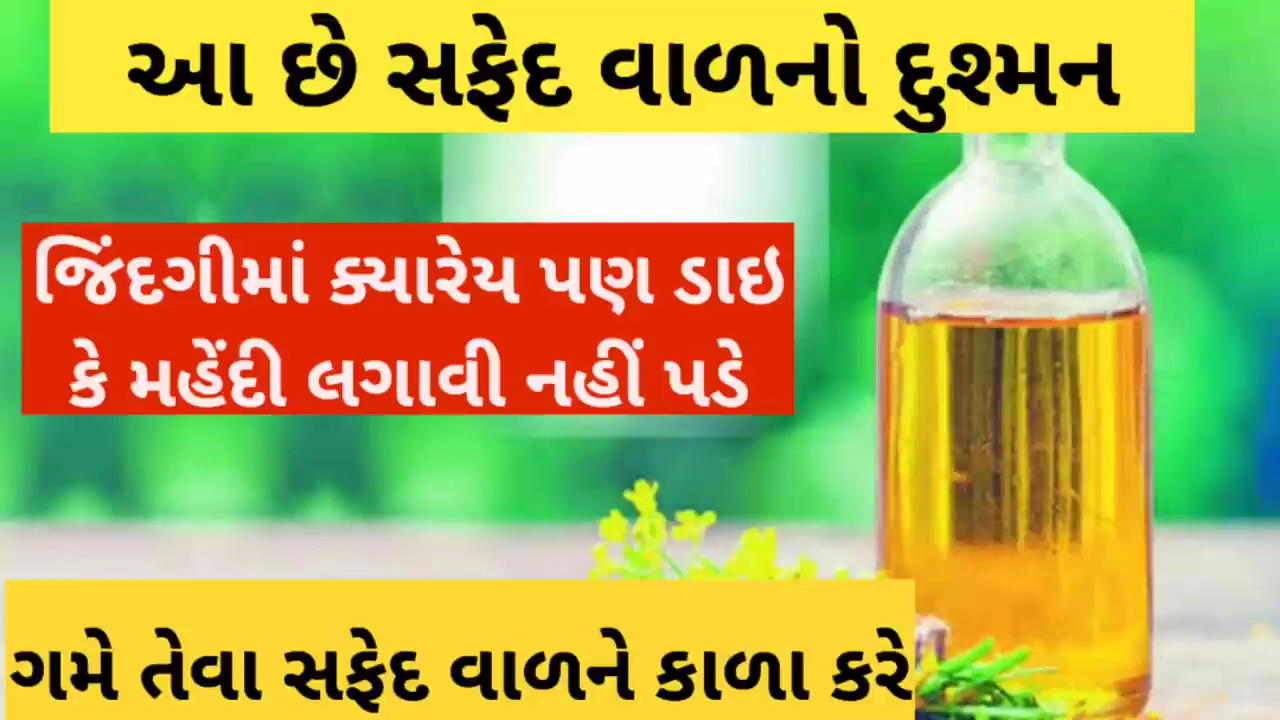 આ છે સફેદ વાળનો દુશ્મન
જિંદગીમાં ક્યારેય પણ ડાઇ
કે મહેંદી લગાવી નહીં પડે
ગમે તેવા સફેદ વાળને કાળા કરે